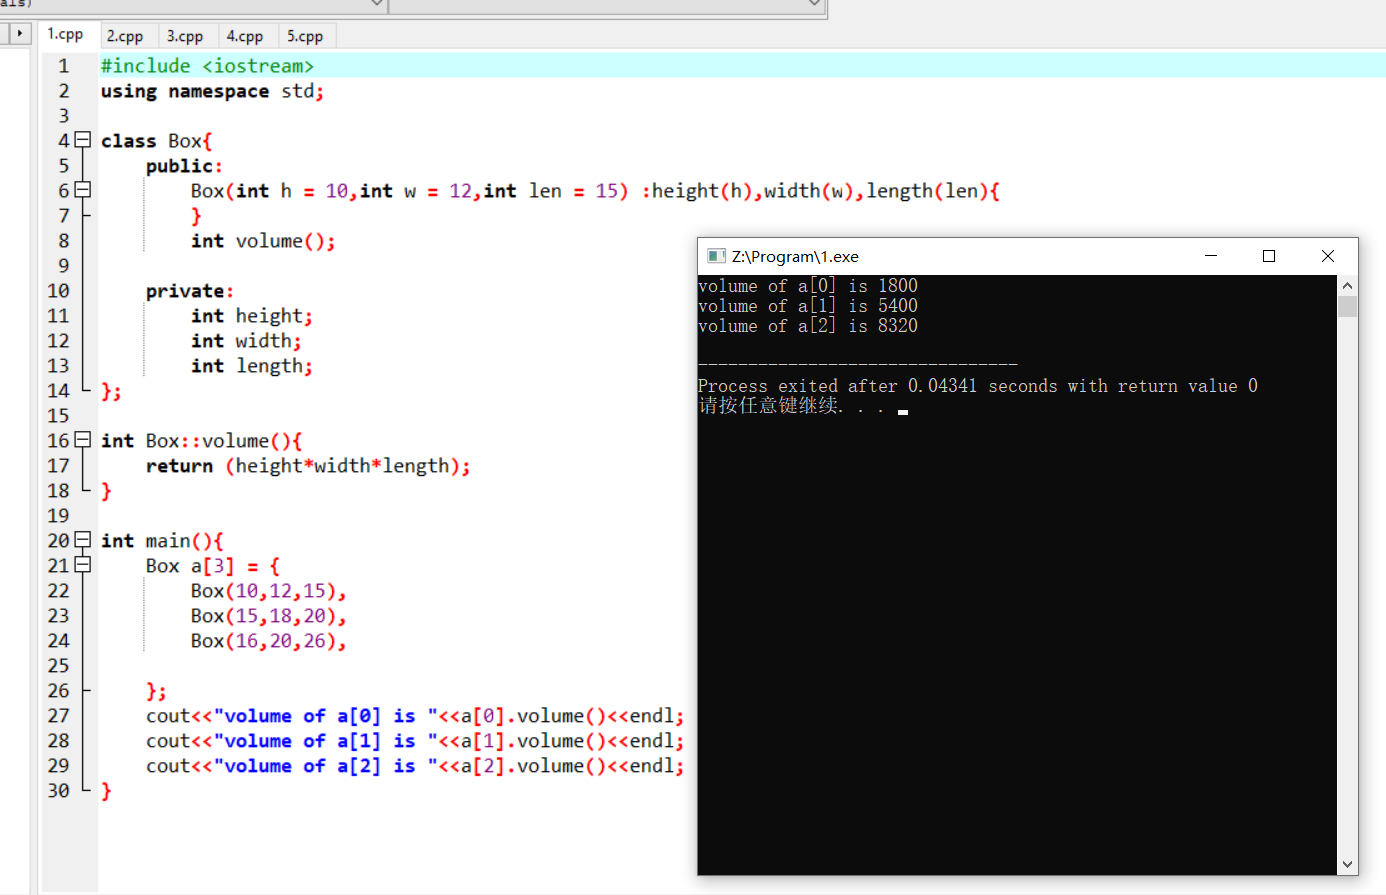 als)
1.cpp 2.cpp 3.cpp 4.cpp 5.cpp
1 #include <iostream>
2 using namespace std;
3
4 class Box{
5 public:
6 Box(int h = 10,int w = 12,int len = 15) :height(h),width(w),length(len){
7 }
8 int volume();
9
10 private:
11 int height;
12 int width;
13 int length;
14 };
15
16 int Box::volume(){
17 return (height*width*length);
18 }
19
20 int main(){
21 Box a[3] = {
22 Box(10,12,15),
23 Box(15,18,20),
24 Box(16,20,26),
25
26 };
27 cout<<"volume of a[0] is "<<a[0].volume()<<endl;
28 cout<<"volume of a[1] is "<<a[1].volume()<<endl;
29 cout<<"volume of a[2] is "<<a[2].volume()<<endl;
30 }
Z:\Program\1.exe
volume of a[0] is 1800
volume of a[1] is 5400
volume of a[2] is 8320
--------------------------------
Process exited after 0.04341 seconds with return value 0
请按任意键继续. . .